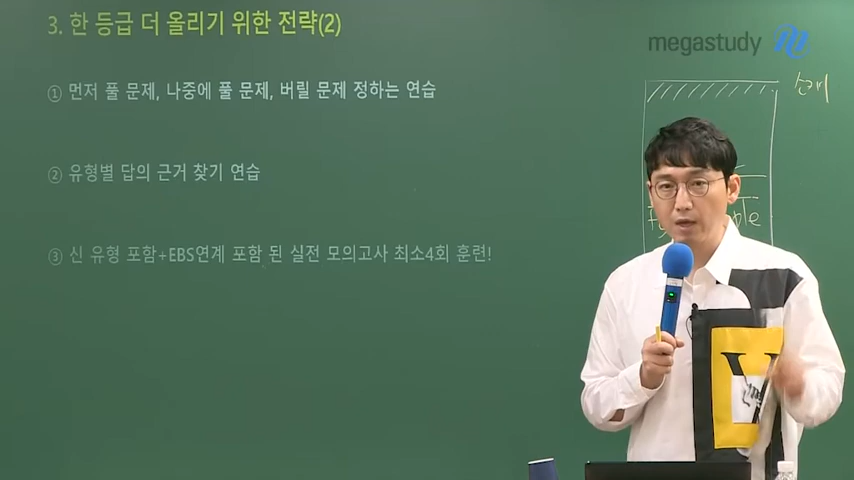 3. 한 등급 더 올리기 위한 전략(2)
megastudy
① 먼저 풀 문제, 나중에 풀 문제, 버릴 문제 정하는 연습
② 유형별 답의 근거 찾기 연습
③ 신 유형 포함+EBS연계 포함 된 실전 모의고사 최소4회 훈련!